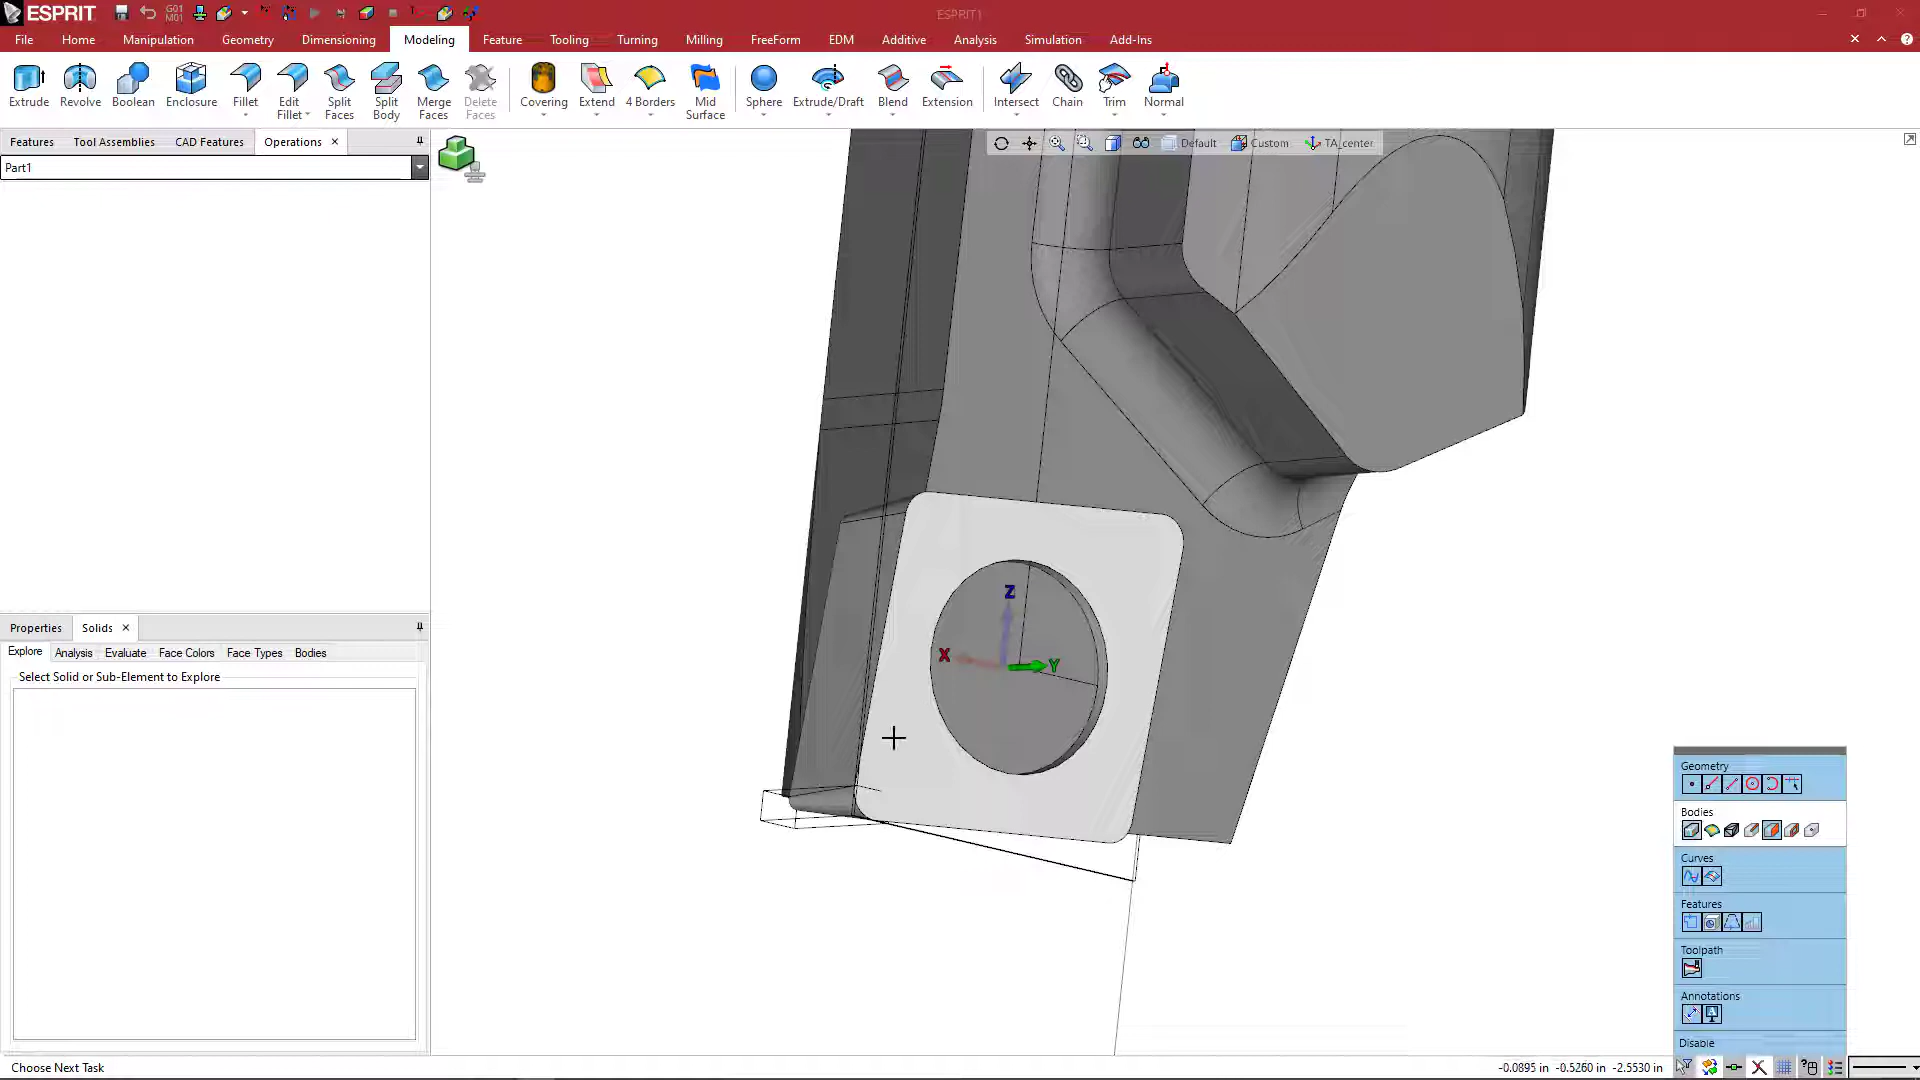 ESPRIT
G01
M01
ESPRIT1
File Home Manipulation Geometry Dimensioning Modeling Feature Tooling Turning Milling FreeForm EDM Additive Analysis Simulation Add-Ins
Extrude Revolve Boolean Enclosure Fillet Edit Fillet Split Faces Split Body Merge Faces Delete Faces Covering Extend 4 Borders Mid Surface Sphere Extrude/Draft Blend Extension Intersect Chain Trim Normal
Features Tool Assemblies CAD Features Operations
Part1
Default Custom TA_center
Z
X
Y
Properties Solids
Explore Analysis Evaluate Face Colors Face Types Bodies
Select Solid or Sub-Element to Explore
Geometry
Bodies
Curves
Features
Toolpath
Annotations
Disable
Choose Next Task
-0.0895 in -0.5260 in -2.5530 in